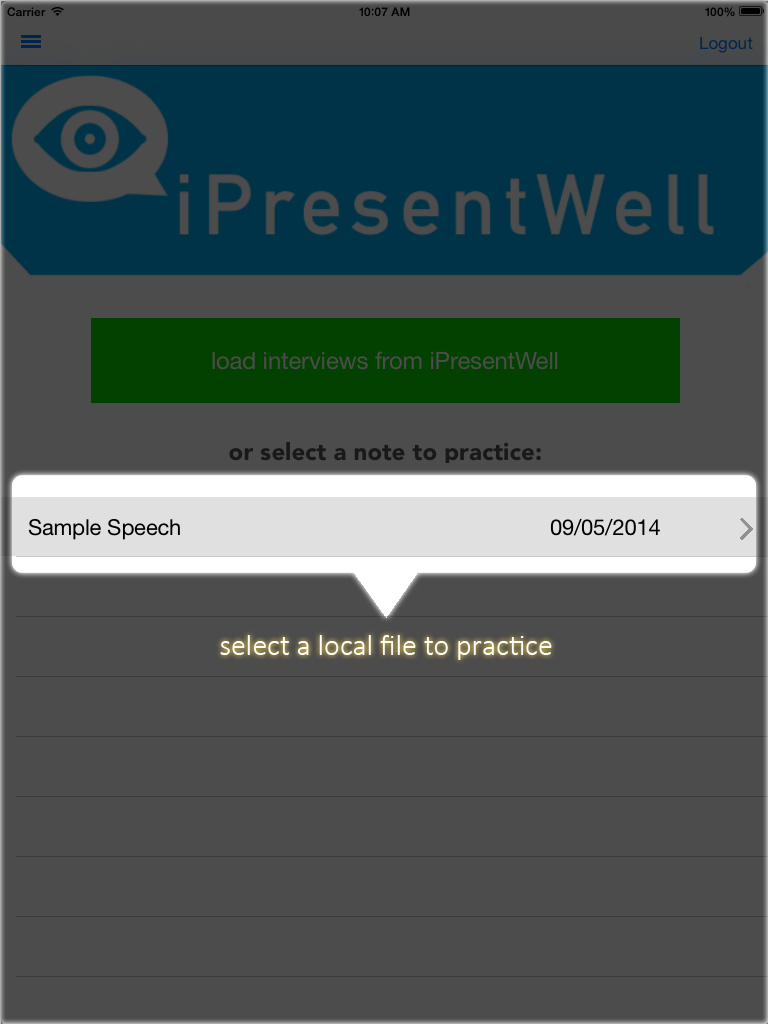 Carrier 10:07 AM 100%
Logout
iPresentWell
load interviews from iPresentWell
or select a note to practice:
Sample Speech 09/05/2014
select a local file to practice